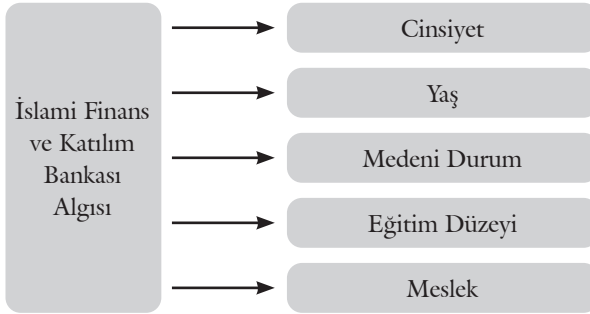 İslami Finans
ve Katılım
Bankası
Algısı
Cinsiyet
Yaş
Medeni Durum
Eğitim Düzeyi
Meslek